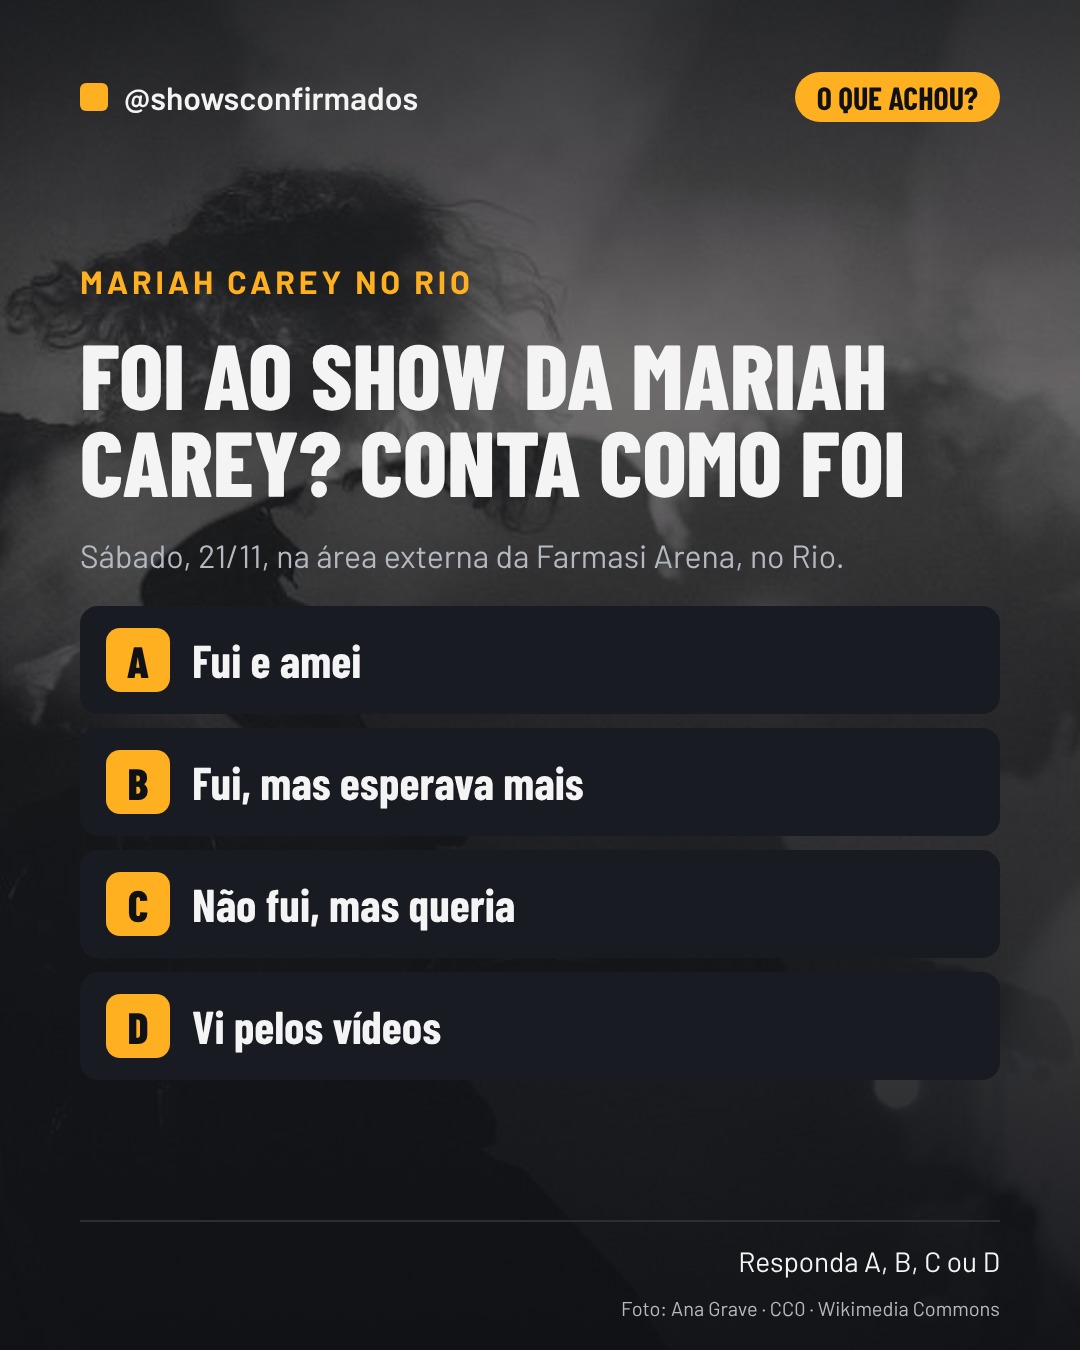 @showsconfirmados
O QUE ACHOU?
MARIAH CAREY NO RIO
FOI AO SHOW DA MARIAH
CAREY? CONTA COMO FOI
Sábado, 21/11, na área externa da Farmasi Arena, no Rio.
A Fui e amei
B Fui, mas esperava mais
C Não fui, mas queria
D Vi pelos vídeos
Responda A, B, C ou D
Foto: Ana Grave · CC0 · Wikimedia Commons